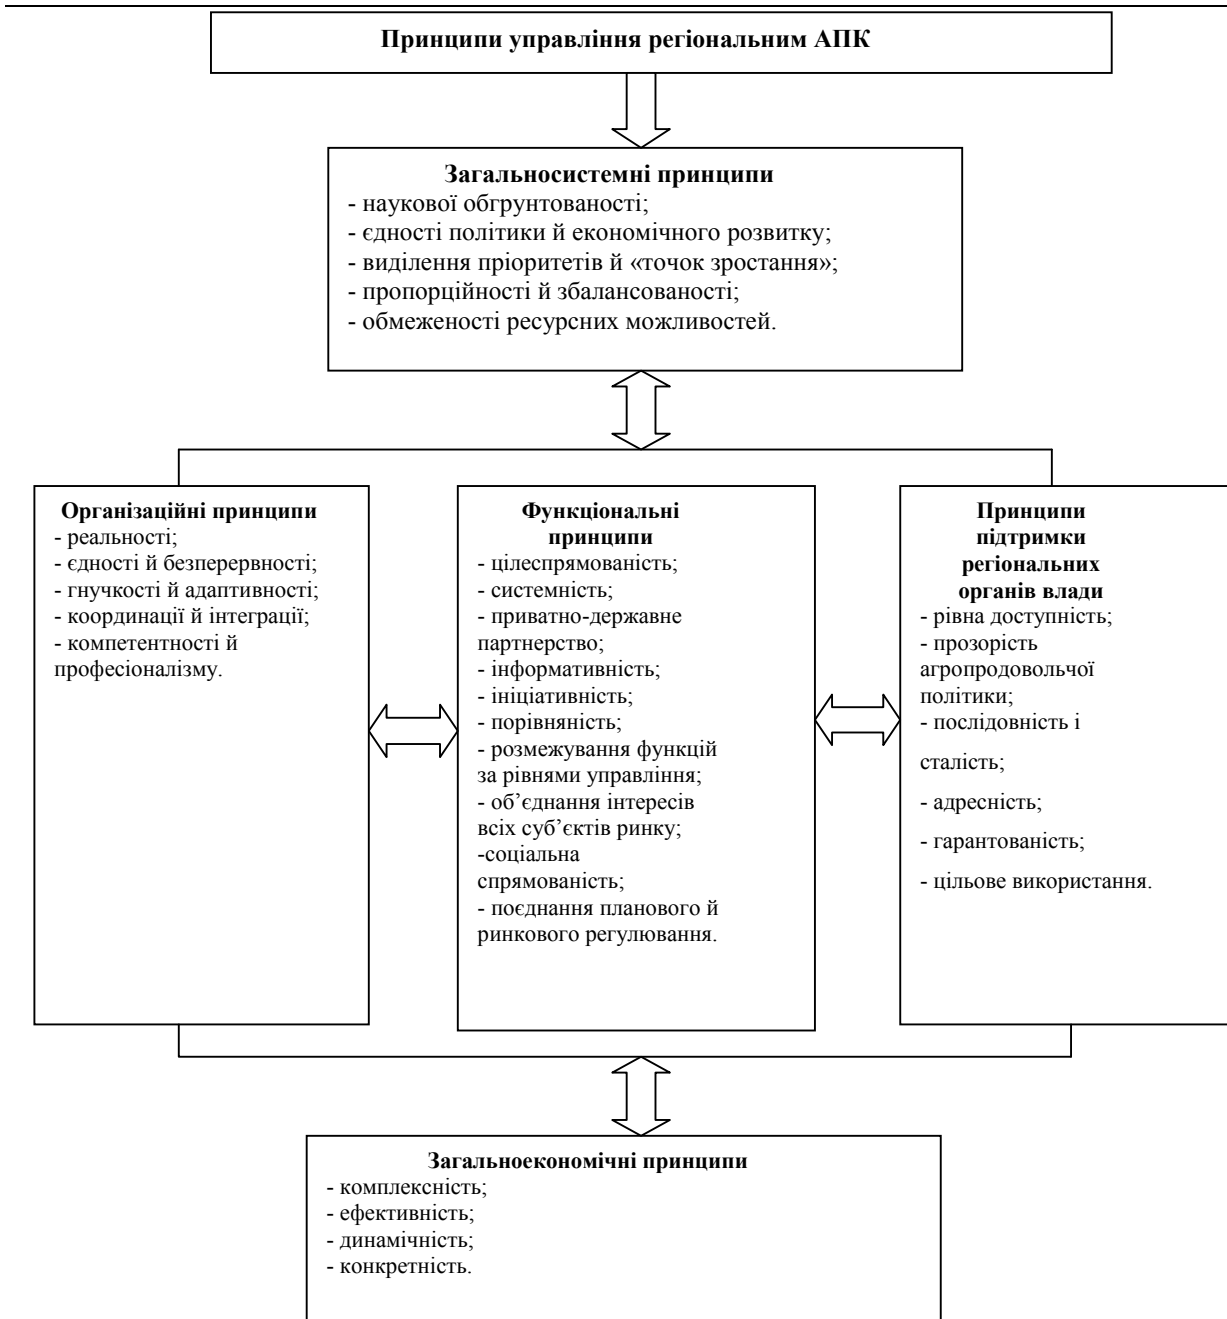 Принципи управління регіональним АПК
Загальносистемні принципи
- наукової обгрунтованості;
- єдності політики й економічного розвитку;
- виділення пріоритетів й «точок зростання»;
- пропорційності й збалансованості;
- обмеженості ресурсних можливостей.
Організаційні принципи
- реальності;
- єдності й безперервності;
- гнучкості й адаптивності;
- координації й інтеграції;
- компетентності й
професіоналізму.
Функціональні
принципи
- цілеспрямованість;
- системність;
- приватно-державне
партнерство;
- інформативність;
- ініціативність;
- порівняність;
- розмежування функцій
за рівнями управління;
- об’єднання інтересів
всіх суб’єктів ринку;
-соціальна
спрямованість;
- поєднання планового й
ринкового регулювання.
Принципи
підтримки
регіональних
органів влади
- рівна доступність;
- прозорість
агропродовольчої
політики;
- послідовність і
сталість;
- адресність;
- гарантованість;
- цільове використання.
Загальноекономічні принципи
- комплексність;
- ефективність;
- динамічність;
- конкретність.